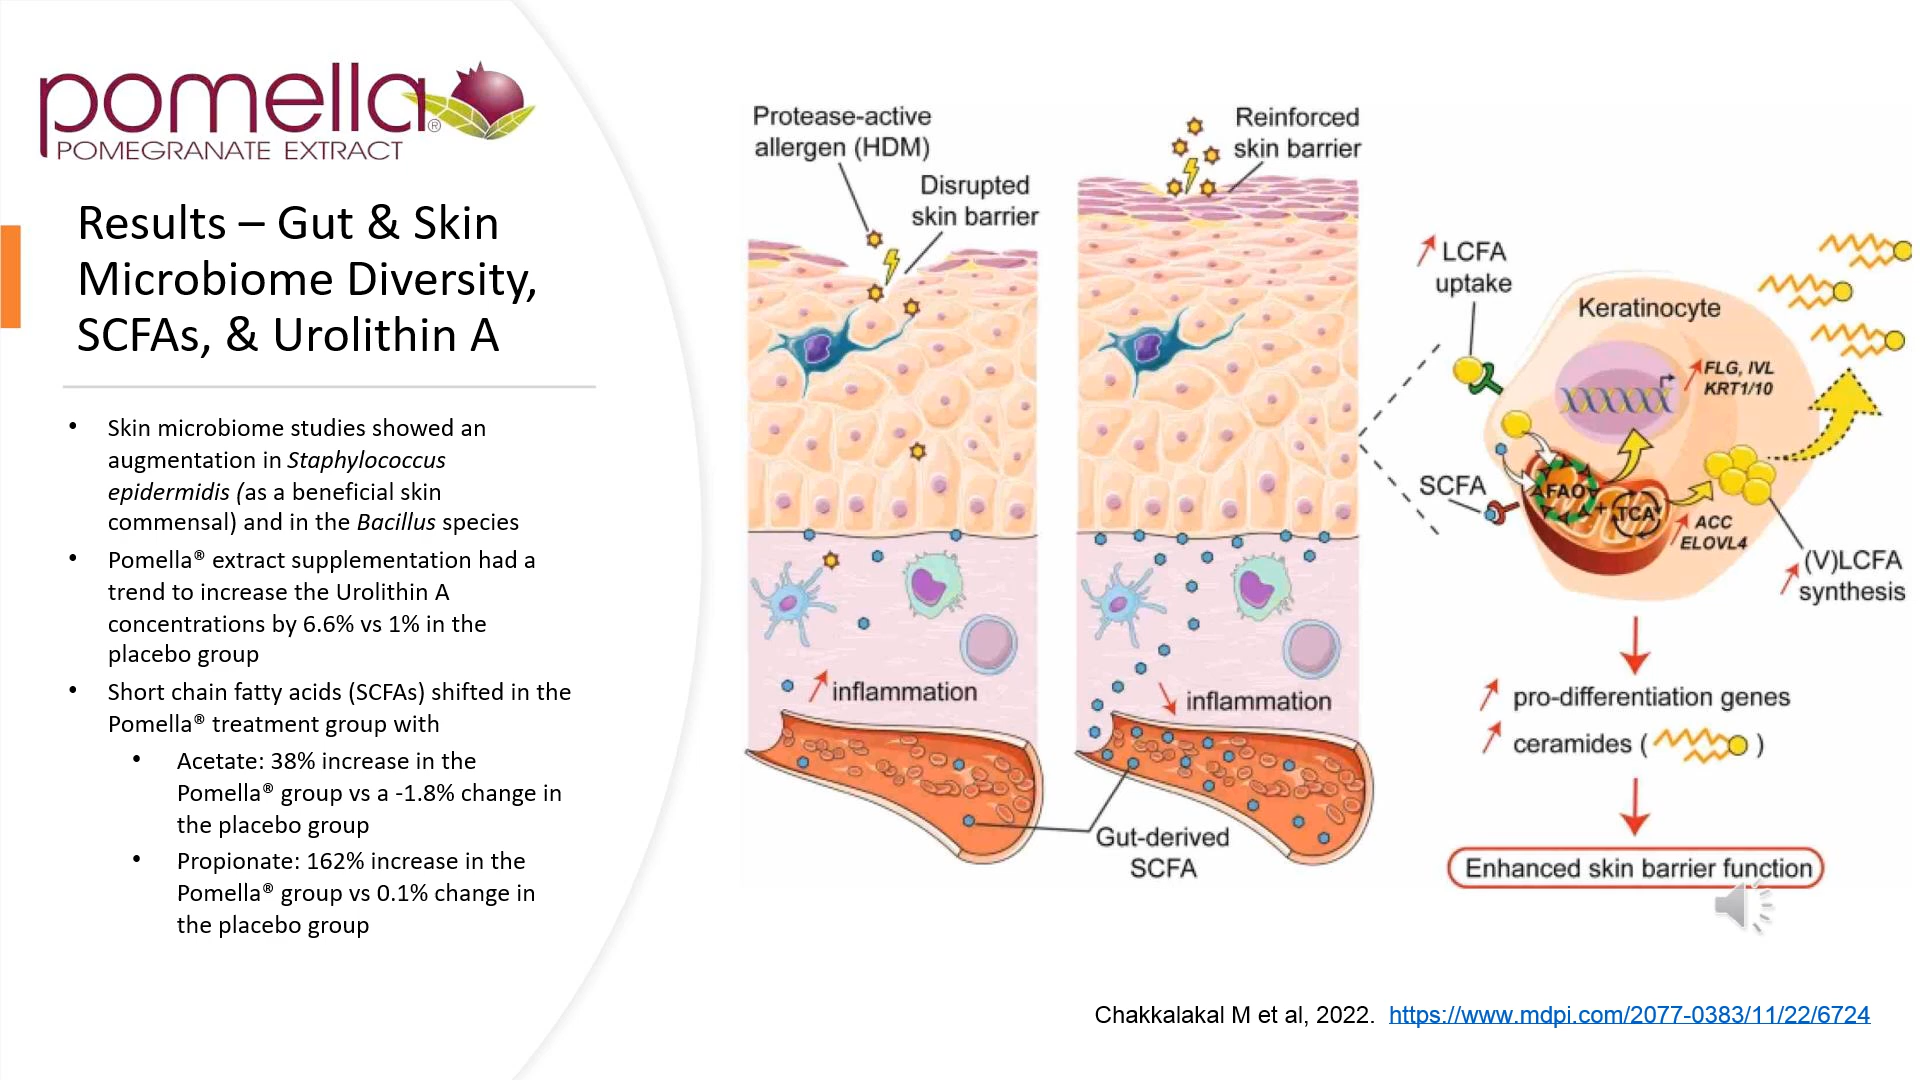 pomella®
POMEGRANATE EXTRACT
Results – Gut & Skin
Microbiome Diversity,
SCFAs, & Urolithin A
• Skin microbiome studies showed an
augmentation in Staphylococcus
epidermidis (as a beneficial skin
commensal) and in the Bacillus species
• Pomella® extract supplementation had a
trend to increase the Urolithin A
concentrations by 6.6% vs 1% in the
placebo group
• Short chain fatty acids (SCFAs) shifted in the
Pomella® treatment group with
• Acetate: 38% increase in the
Pomella® group vs a -1.8% change in
the placebo group
• Propionate: 162% increase in the
Pomella® group vs 0.1% change in
the placebo group
Protease-active
allergen (HDM)
Disrupted
skin barrier
inflammation
Reinforced
skin barrier
inflammation
Gut-derived
SCFA
LCFA
uptake
SCFA
Keratinocyte
FLG, IVL
KRT1/10
FAO
+
TCA
ACC
ELOVL4
(V)LCFA
synthesis
pro-differentiation genes
ceramides ( )
Enhanced skin barrier function
Chakkalakal M et al, 2022. https://www.mdpi.com/2077-0383/11/22/6724